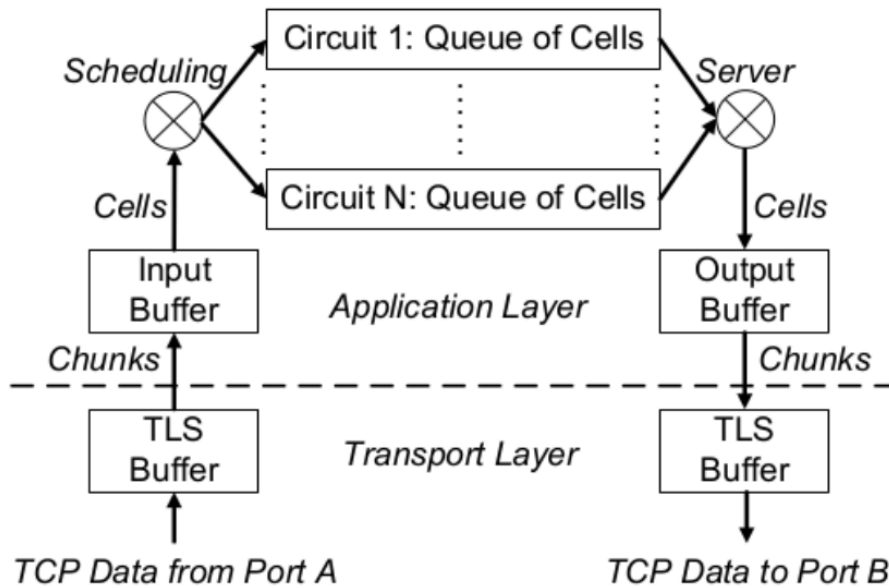 Circuit 1: Queue of Cells
Scheduling
Server
Circuit N: Queue of Cells
Cells
Cells
Input
Buffer
Output
Buffer
Application Layer
Chunks
Chunks
TLS
Buffer
TLS
Buffer
Transport Layer
TCP Data from Port A
TCP Data to Port B